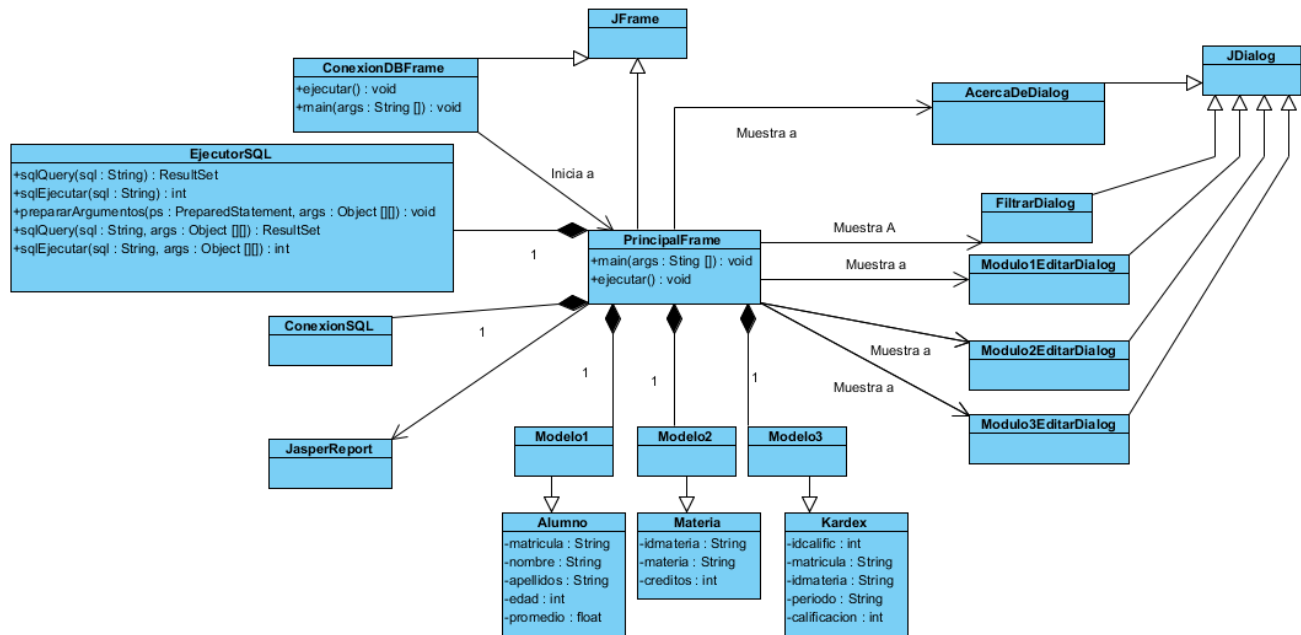 JFrame
ConexionDBFrame
+ejecutar() : void
+main(args : String []) : void
JDialog
AcercaDeDialog
Muestra a
EjecutorSQL
+sqlQuery(sql : String) : ResultSet
+sqlEjecutar(sql : String) : int
+prepararArgumentos(ps : PreparedStatement, args : Object [][]) : void
+sqlQuery(sql : String, args : Object [][]) : ResultSet
+sqlEjecutar(sql : String, args : Object [][]) : int
Inicia a
1
PrincipalFrame
+main(args : Sting []) : void
+ejecutar() : void
Muestra A
FiltrarDialog
Muestra a
Modulo1EditarDialog
ConexionSQL
1
Muestra a
Modulo2EditarDialog
Muestra a
Modulo3EditarDialog
1
1
1
JasperReport
Modelo1
Modelo2
Modelo3
Alumno
-matricula : String
-nombre : String
-apellidos : String
-edad : int
-promedio : float
Materia
-idmateria : String
-materia : String
-creditos : int
Kardex
-idcalific : int
-matricula : String
-idmateria : String
-periodo : String
-calificacion : int